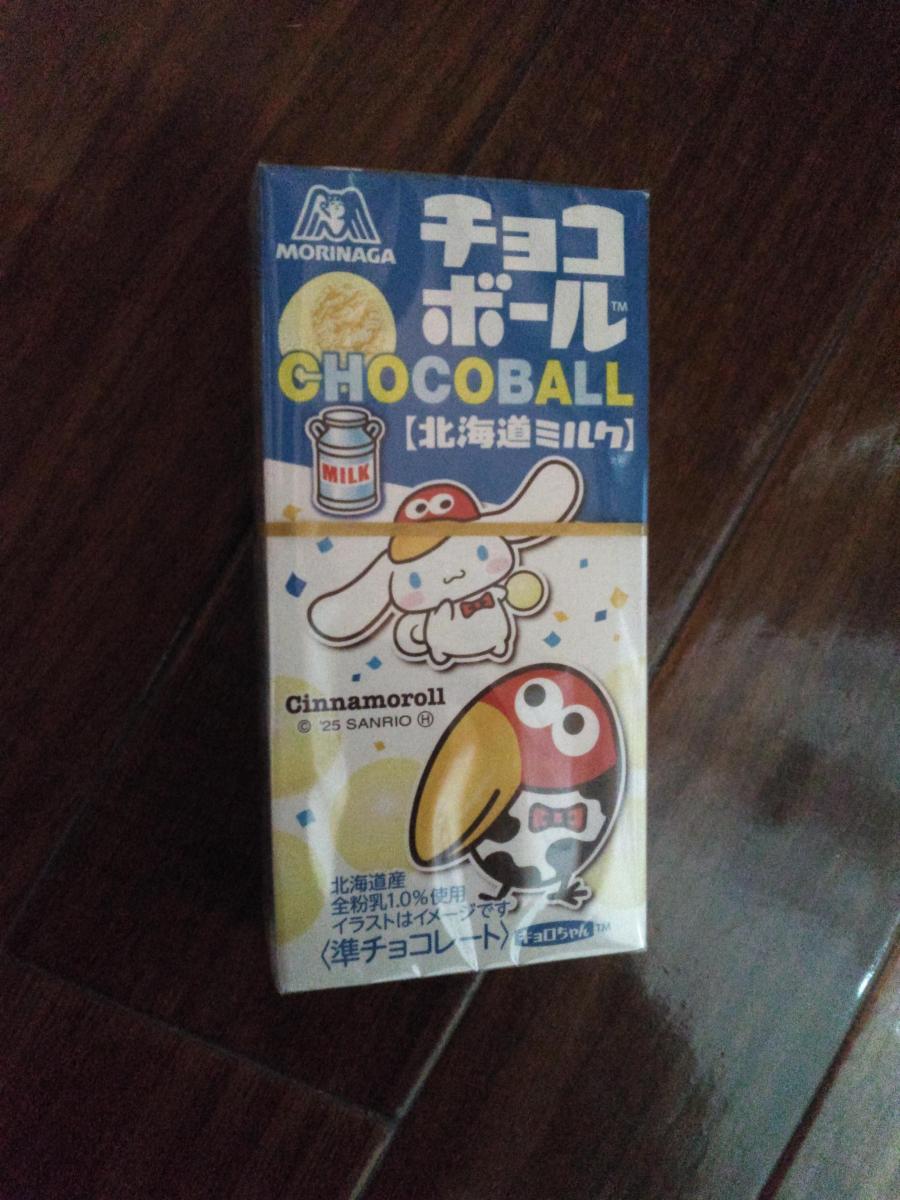 MORINAGA
チョコ
ボール™
CHOCOBALL
【北海道ミルク】
MILK
Cinnamoroll
© '25 SANRIO Ⓗ
北海道産
全粉乳1.0%使用
イラストはイメージです
〈準チョコレート〉
キョロちゃん™